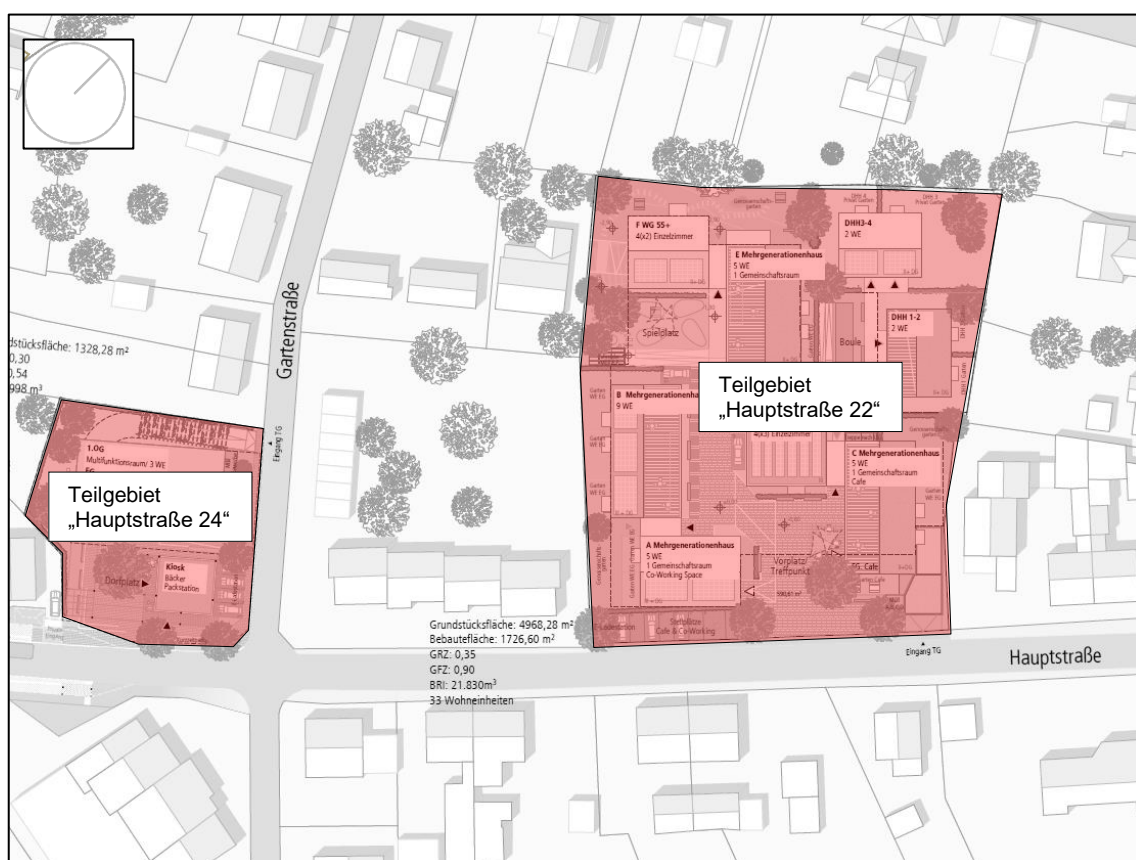 F WG 55+
4(x2) Einzelzimmer
DHH3-4
2 WE
E Mehrgenerationenhaus
5 WE
1 Gemeinschaftsraum
Spielplatz
DHH 1-2
2 WE
Boule
Gartenstraße
dstücksfläche: 1328,28 m²
0,30
0,54
998 m³
Eingang TG
1.OG
Multifunktionsraum/ 3 WE
EG
Teilgebiet
„Hauptstraße 24“
Dorfplatz
Kiosk
Bäcker
Packstation
B Mehrgenerationenha
9 WE
Teilgebiet
„Hauptstraße 22“
4(x3) Einzelzimmer
C Mehrgenerationenhaus
5 WE
1 Gemeinschaftsraum
Cafe
A Mehrgenerationenhaus
5 WE
1 Gemeinschaftsraum
Co-Working Space
Vorplatz/
Treffpunkt
Stellplätze
Cafe & Co-Working
Grundstücksfläche: 4968,28 m²
Bebautefläche: 1726,60 m²
GRZ: 0,35
GFZ: 0,90
BRI: 21.830m³
33 Wohneinheiten
Eingang TG
Hauptstraße